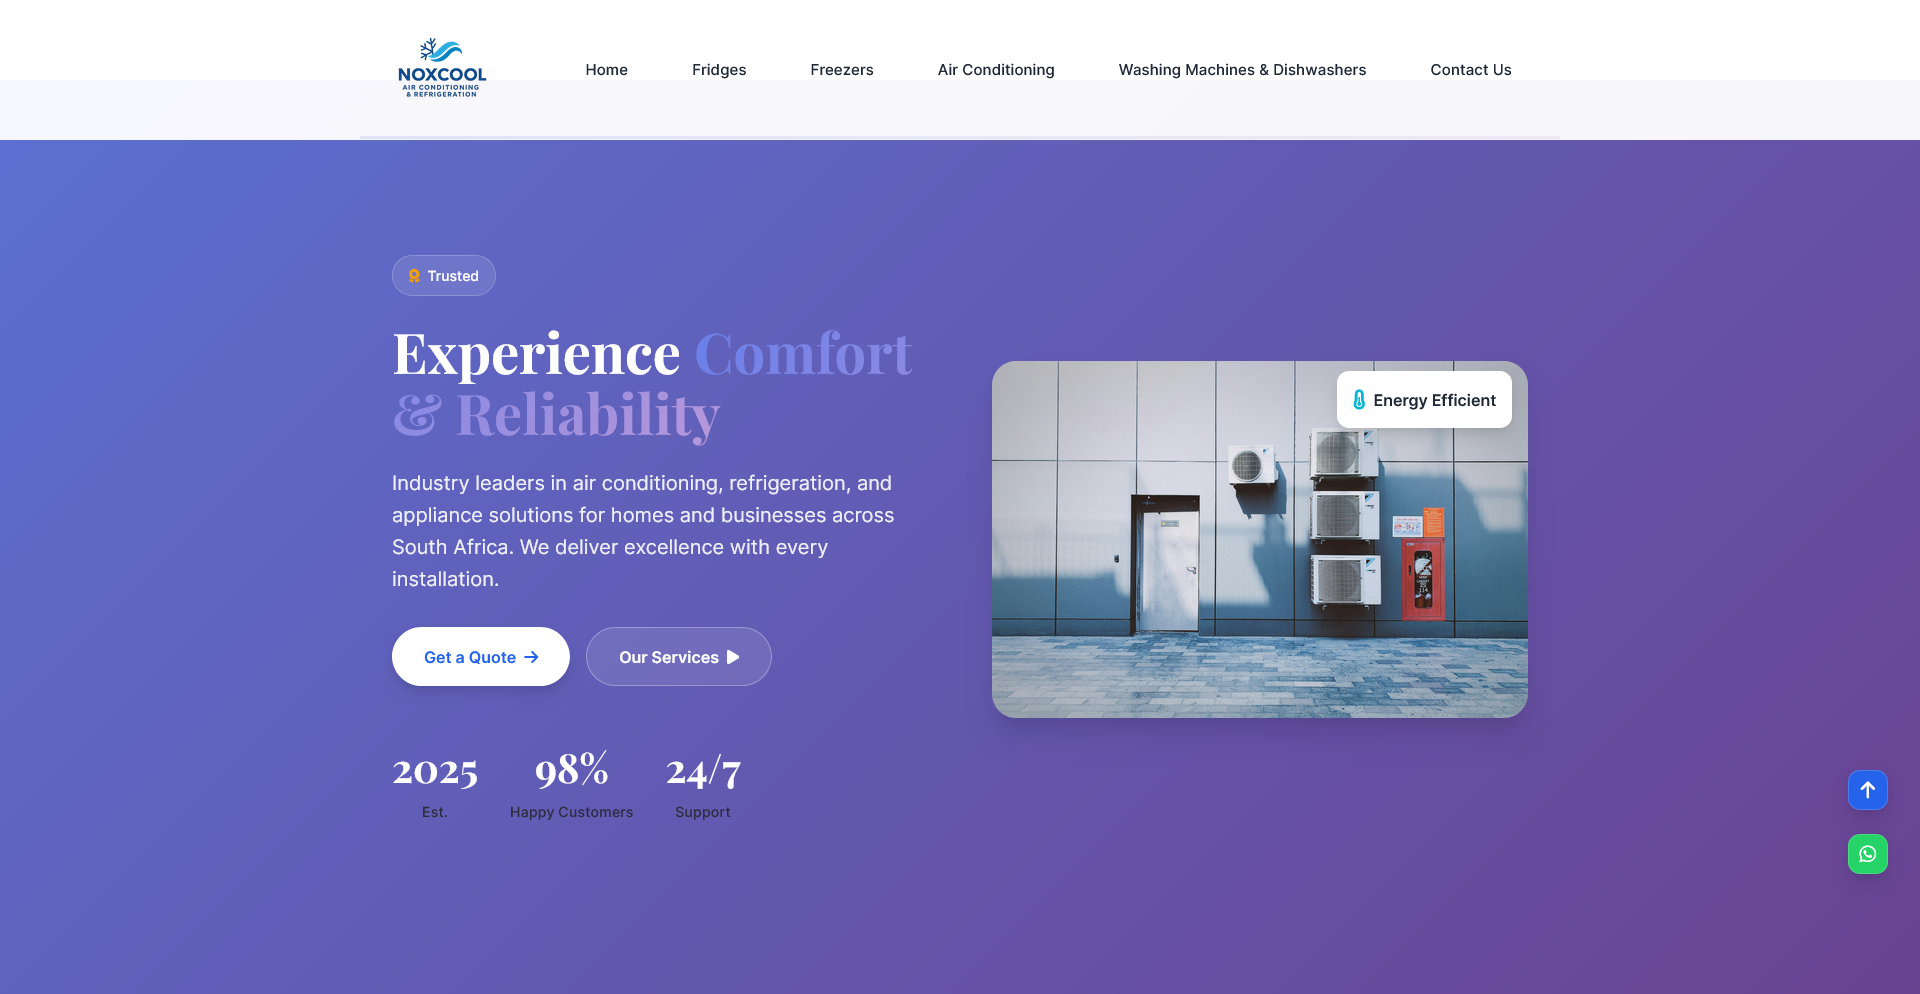 NOXCOOL
AIR CONDITIONING
& REFRIGERATION
Home
Fridges
Freezers
Air Conditioning
Washing Machines & Dishwashers
Contact Us
Trusted
Experience Comfort
& Reliability
Industry leaders in air conditioning, refrigeration, and
appliance solutions for homes and businesses across
South Africa. We deliver excellence with every
installation.
Get a Quote
Our Services
2025
Est.
98%
Happy Customers
24/7
Support
Energy Efficient